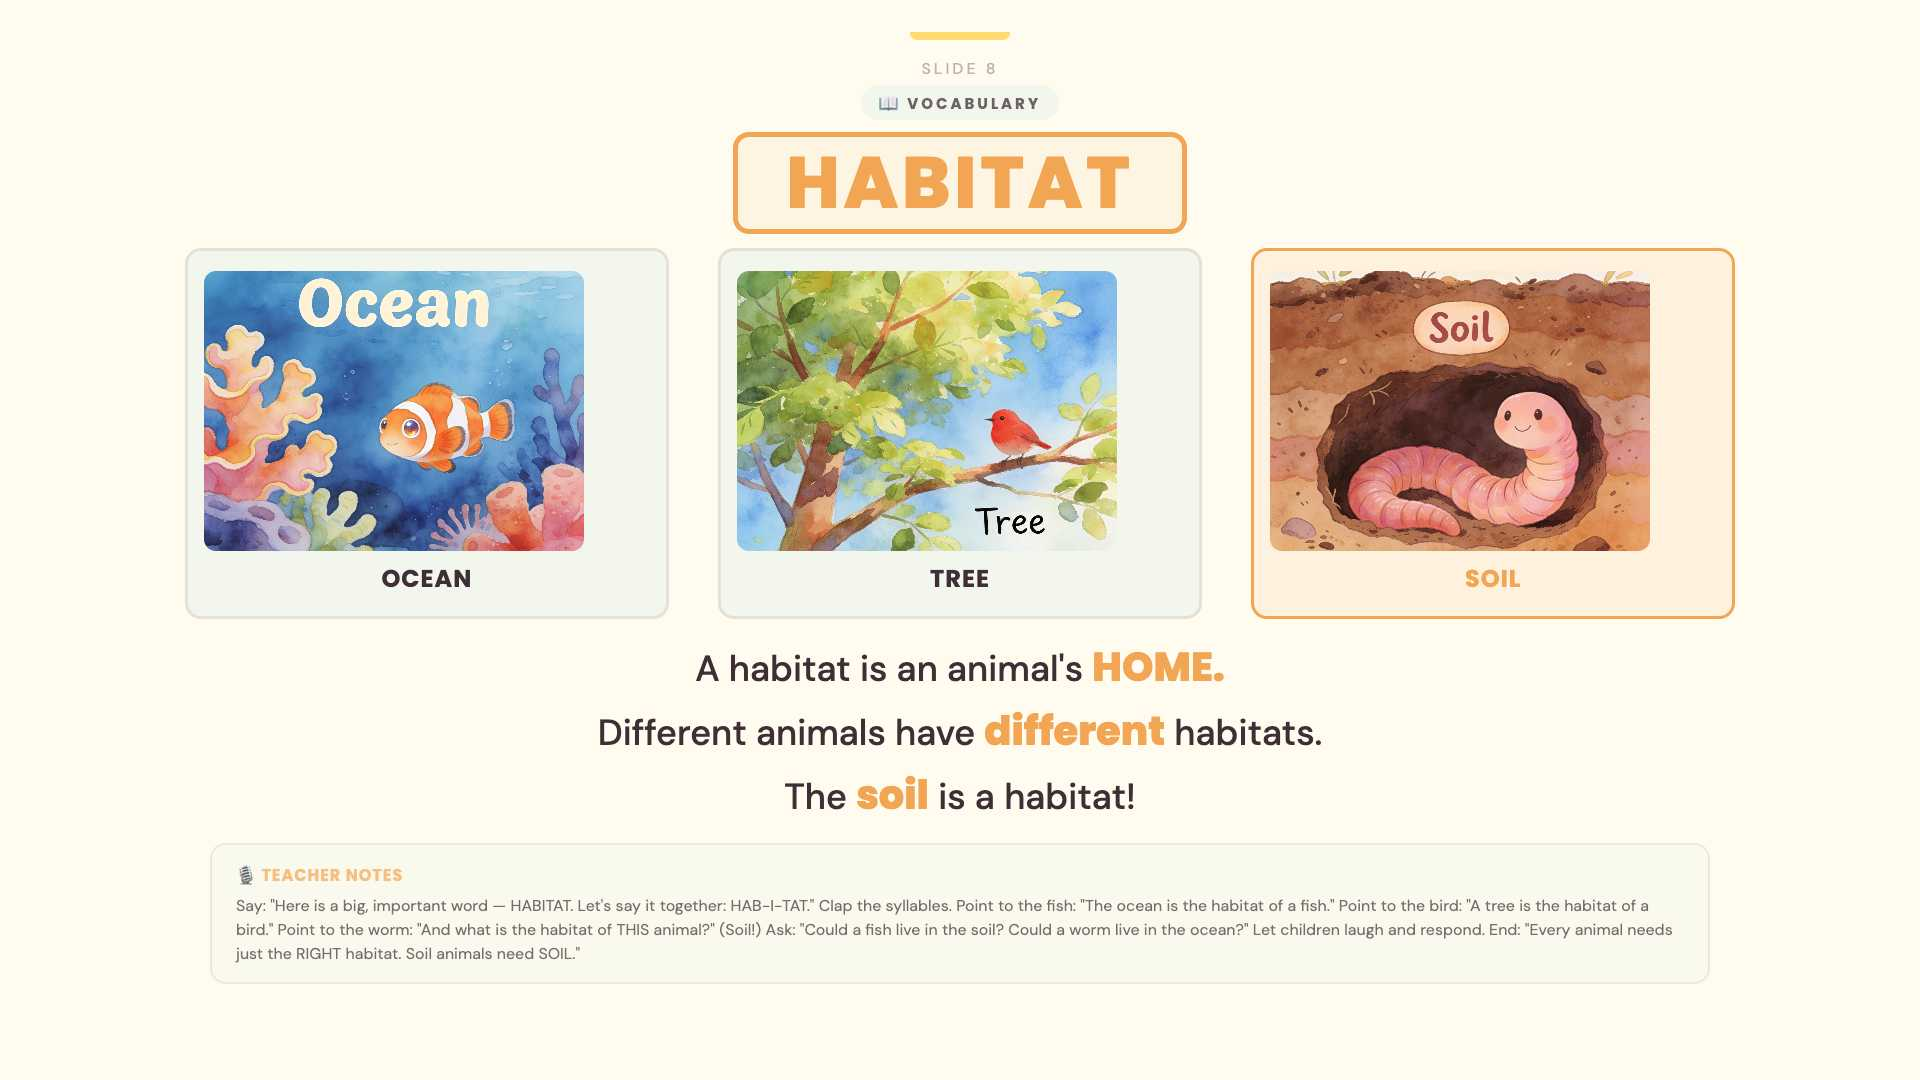 SLIDE 8
📖 VOCABULARY
HABITAT
Ocean
OCEAN
Tree
TREE
Soil
SOIL
A habitat is an animal's HOME.
Different animals have different habitats.
The soil is a habitat!
🎙️ TEACHER NOTES
Say: "Here is a big, important word — HABITAT. Let's say it together: HAB-I-TAT." Clap the syllables. Point to the fish: "The ocean is the habitat of a fish." Point to the bird: "A tree is the habitat of a
bird." Point to the worm: "And what is the habitat of THIS animal?" (Soil!) Ask: "Could a fish live in the soil? Could a worm live in the ocean?" Let children laugh and respond. End: "Every animal needs
just the RIGHT habitat. Soil animals need SOIL."